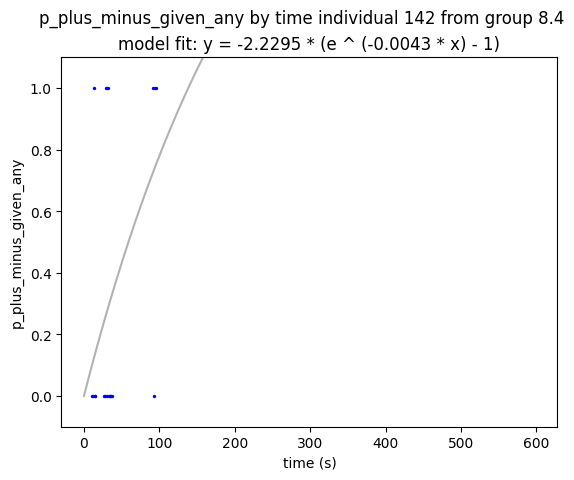 p_plus_minus_given_any by time individual 142 from group 8.4
model fit: y = -2.2295 * (e ^ (-0.0043 * x) - 1)
1.0
0.8
0.6
0.4
0.2
0.0
p_plus_minus_given_any
0 100 200 300 400 500 600
time (s)